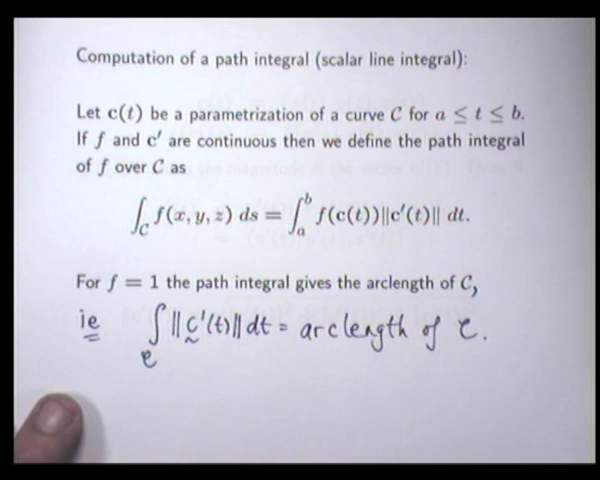 Computation of a path integral (scalar line integral):
Let c(t) be a parametrization of a curve C for a ≤ t ≤ b.
If f and c′ are continuous then we define the path integral
of f over C as
∫_C f(x, y, z) ds = ∫_a^b f(c(t))||c′(t)|| dt.
For f = 1 the path integral gives the arclength of C,
ie ∫_C ||c'(t)|| dt = arclength of C.